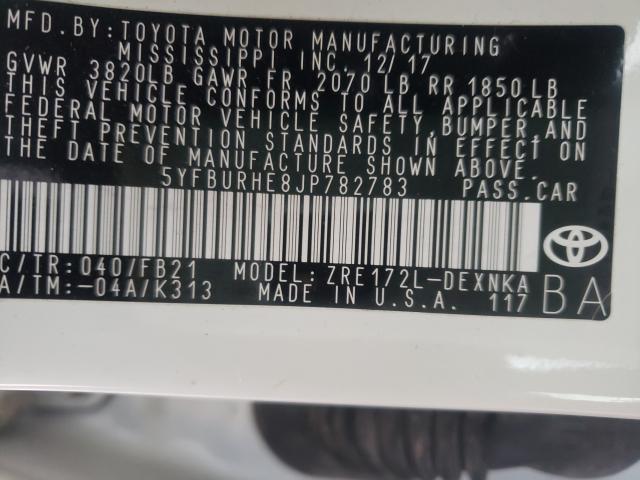 MFD.BY:TOYOTA MOTOR MANUFACTURING
MISSISSIPPI INC. 12/17
GVWR 3820LB GAWR FR 2070 LB RR 1850 LB
THIS VEHICLE CONFORMS TO ALL APPLICABLE
FEDERAL MOTOR VEHICLE SAFETY,BUMPER,AND
THEFT PREVENTION STANDARDS IN EFFECT ON
THE DATE OF MANUFACTURE SHOWN ABOVE.
5YFBURHE8JP782783 PASS.CAR
C/TR:040/FB21 MODEL:ZRE172L-DEXNKA
A/TM:-04A/K313 MADE IN U.S.A. 117 BA